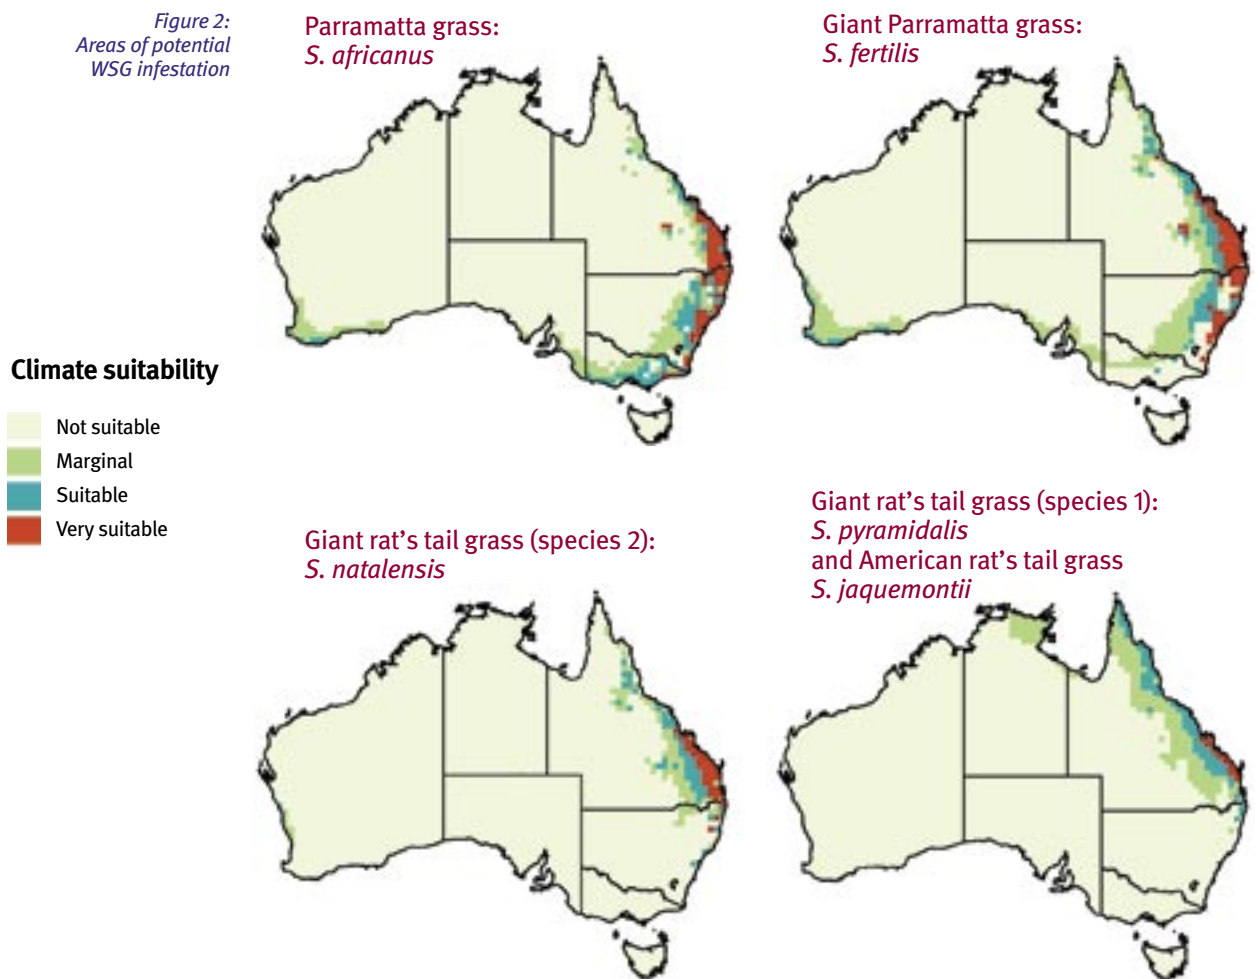 Figure 2:
Areas of potential
WSG infestation
Parramatta grass:
S. africanus
Giant Parramatta grass:
S. fertilis
Climate suitability
Not suitable
Marginal
Suitable
Very suitable
Giant rat's tail grass (species 2):
S. natalensis
Giant rat's tail grass (species 1):
S. pyramidalis
and American rat's tail grass
S. jaquemontii